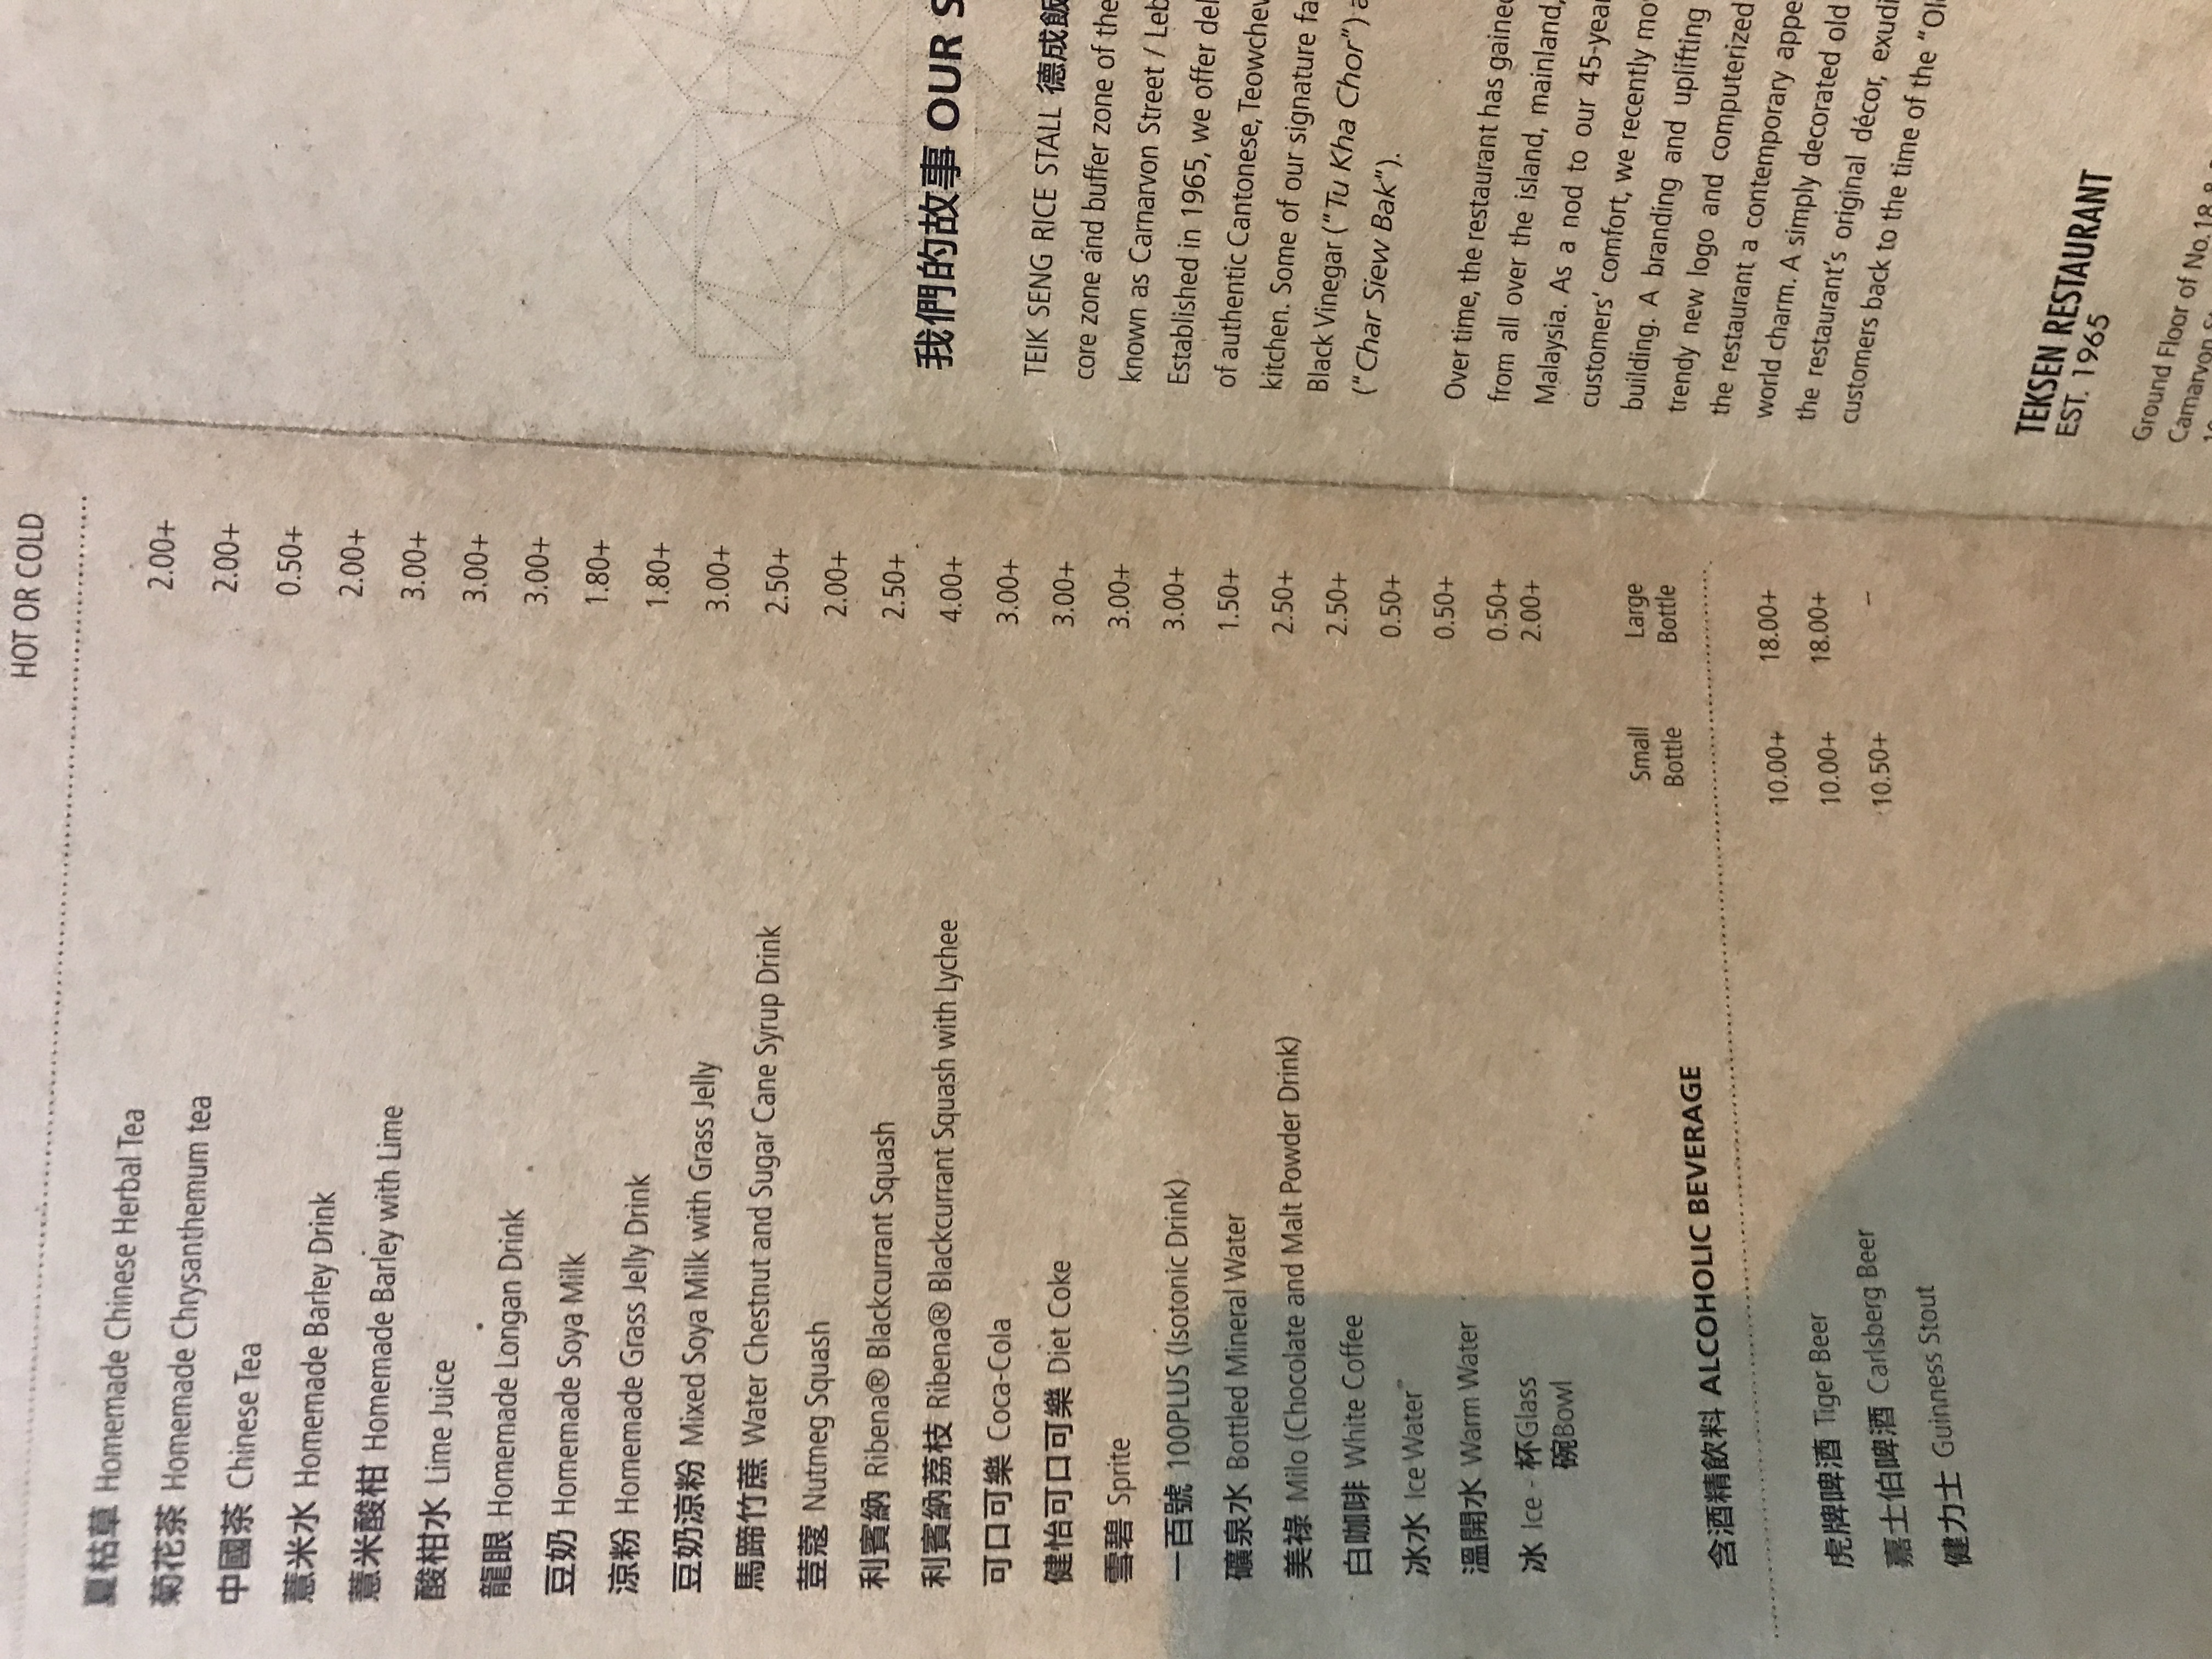 HOT OR COLD
夏枯草 Homemade Chinese Herbal Tea 2.00+
菊花茶 Homemade Chrysanthemum tea 2.00+
中國茶 Chinese Tea 0.50+
薏米水 Homemade Barley Drink 2.00+
薏米酸柑 Homemade Barley with Lime 3.00+
酸柑水 Lime Juice 3.00+
龍眼 Homemade Longan Drink 3.00+
豆奶 Homemade Soya Milk 1.80+
涼粉 Homemade Grass Jelly Drink 1.80+
豆奶涼粉 Mixed Soya Milk with Grass Jelly 3.00+
馬蹄竹蔗 Water Chestnut and Sugar Cane Syrup Drink 2.50+
荳蔻 Nutmeg Squash 2.00+
利賓納 Ribena® Blackcurrant Squash 2.50+
利賓納荔枝 Ribena® Blackcurrant Squash with Lychee 4.00+
可口可樂 Coca-Cola 3.00+
健怡可口可樂 Diet Coke 3.00+
雪碧 Sprite 3.00+
一百號 100PLUS (Isotonic Drink) 3.00+
礦泉水 Bottled Mineral Water 1.50+
美祿 Milo (Chocolate and Malt Powder Drink) 2.50+
白咖啡 White Coffee 2.50+
冰水 Ice Water 0.50+
溫開水 Warm Water 0.50+
冰 Ice - 杯Glass 0.50+
碗Bowl 2.00+
含酒精飲料 ALCOHOLIC BEVERAGE Small Bottle Large Bottle
虎牌啤酒 Tiger Beer 10.00+ 18.00+
嘉士伯啤酒 Carlsberg Beer 10.00+ 18.00+
健力士 Guinness Stout 10.50+ –
我們的故事 OUR
TEIK SENG RICE STALL 德成飯
core zone and buffer zone of the
known as Carnarvon Street / Leb
Established in 1965, we offer del
of authentic Cantonese, Teowchew
kitchen. Some of our signature fa
Black Vinegar ("Tu Kha Chor") a
("Char Siew Bak").
Over time, the restaurant has gained
from all over the island, mainland,
Malaysia. As a nod to our 45-year
customers' comfort, we recently mo
building. A branding and uplifting
trendy new logo and computerized
the restaurant a contemporary appe
world charm. A simply decorated old
the restaurant's original décor, exudi
customers back to the time of the "Ol
TEKSEN RESTAURANT
EST. 1965
Ground Floor of No.18
Carnarvon